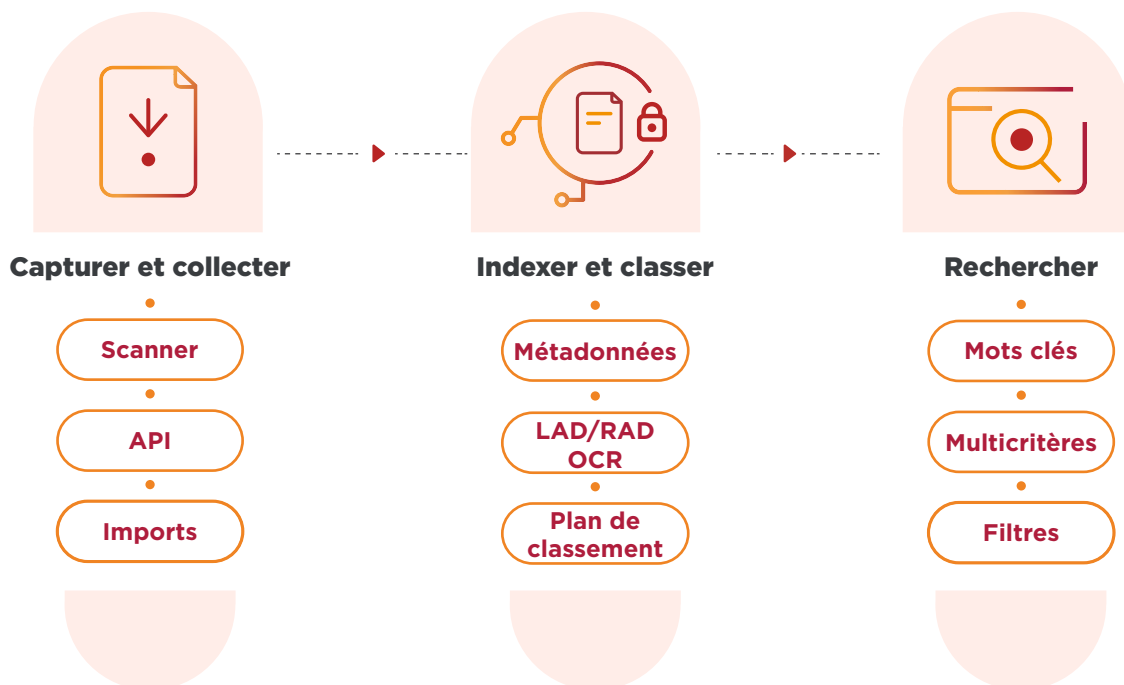 Capturer et collecter
Scanner
API
Imports
Indexer et classer
Métadonnées
LAD/RAD
OCR
Plan de
classement
Rechercher
Mots clés
Multicritères
Filtres